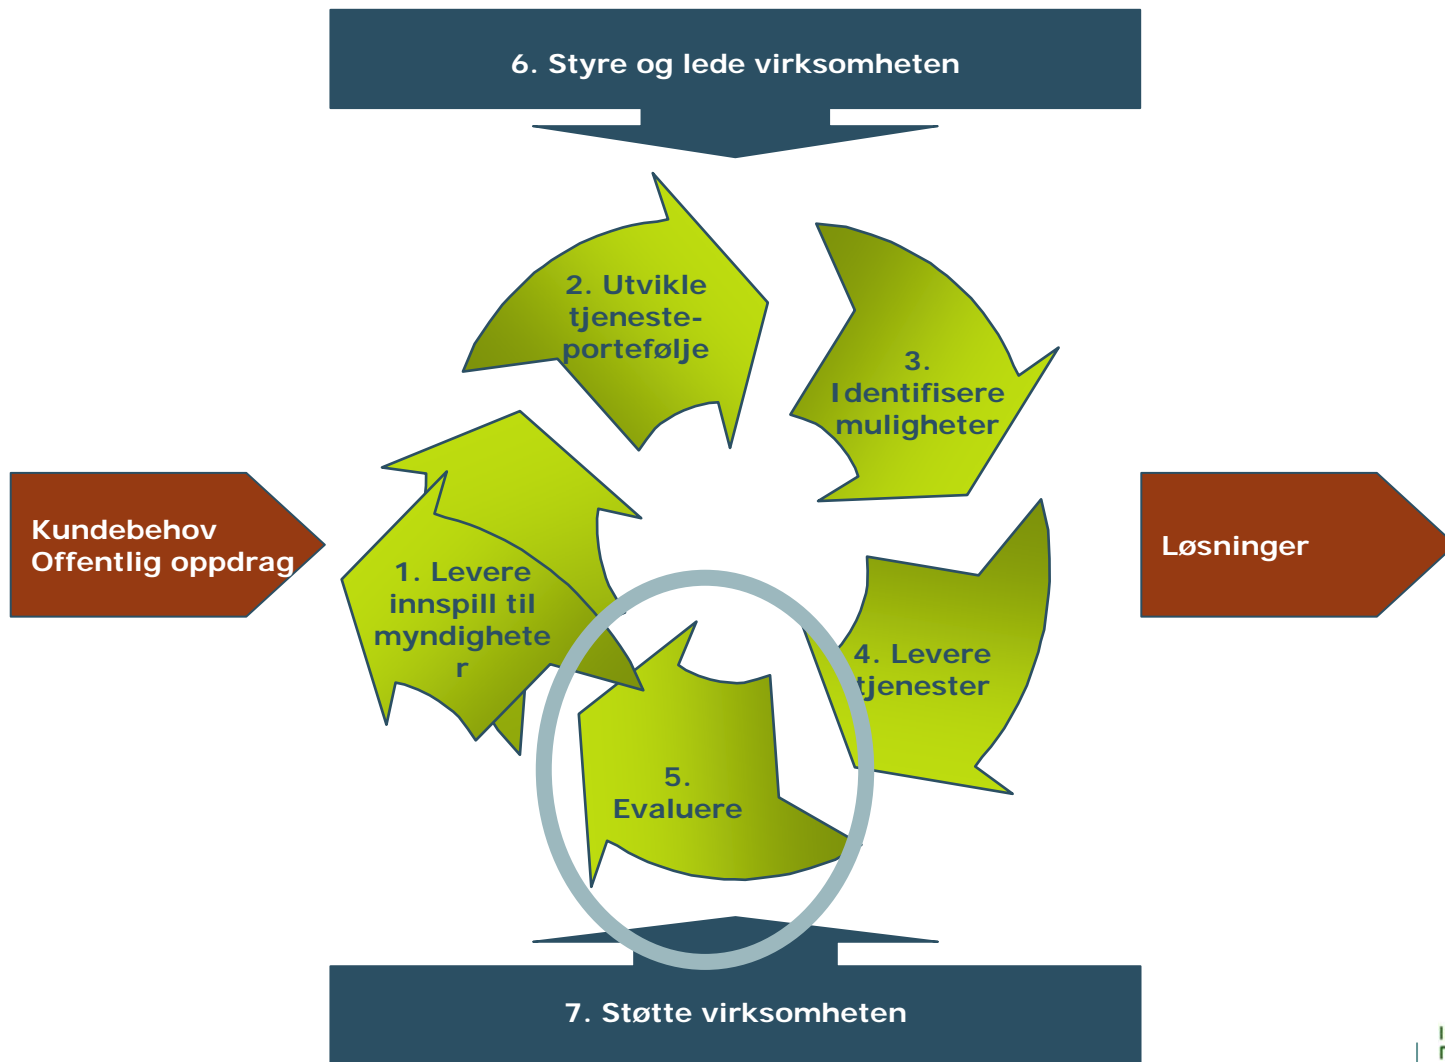 6. Styre og lede virksomheten
2. Utvikle
tjeneste-
portefølje
3.
Identifisere
muligheter
Kundebehov
Offentlig oppdrag
1. Levere
innspill til
myndighete
r
4. Levere
tjenester
5.
Evaluere
Løsninger
7. Støtte virksomheten